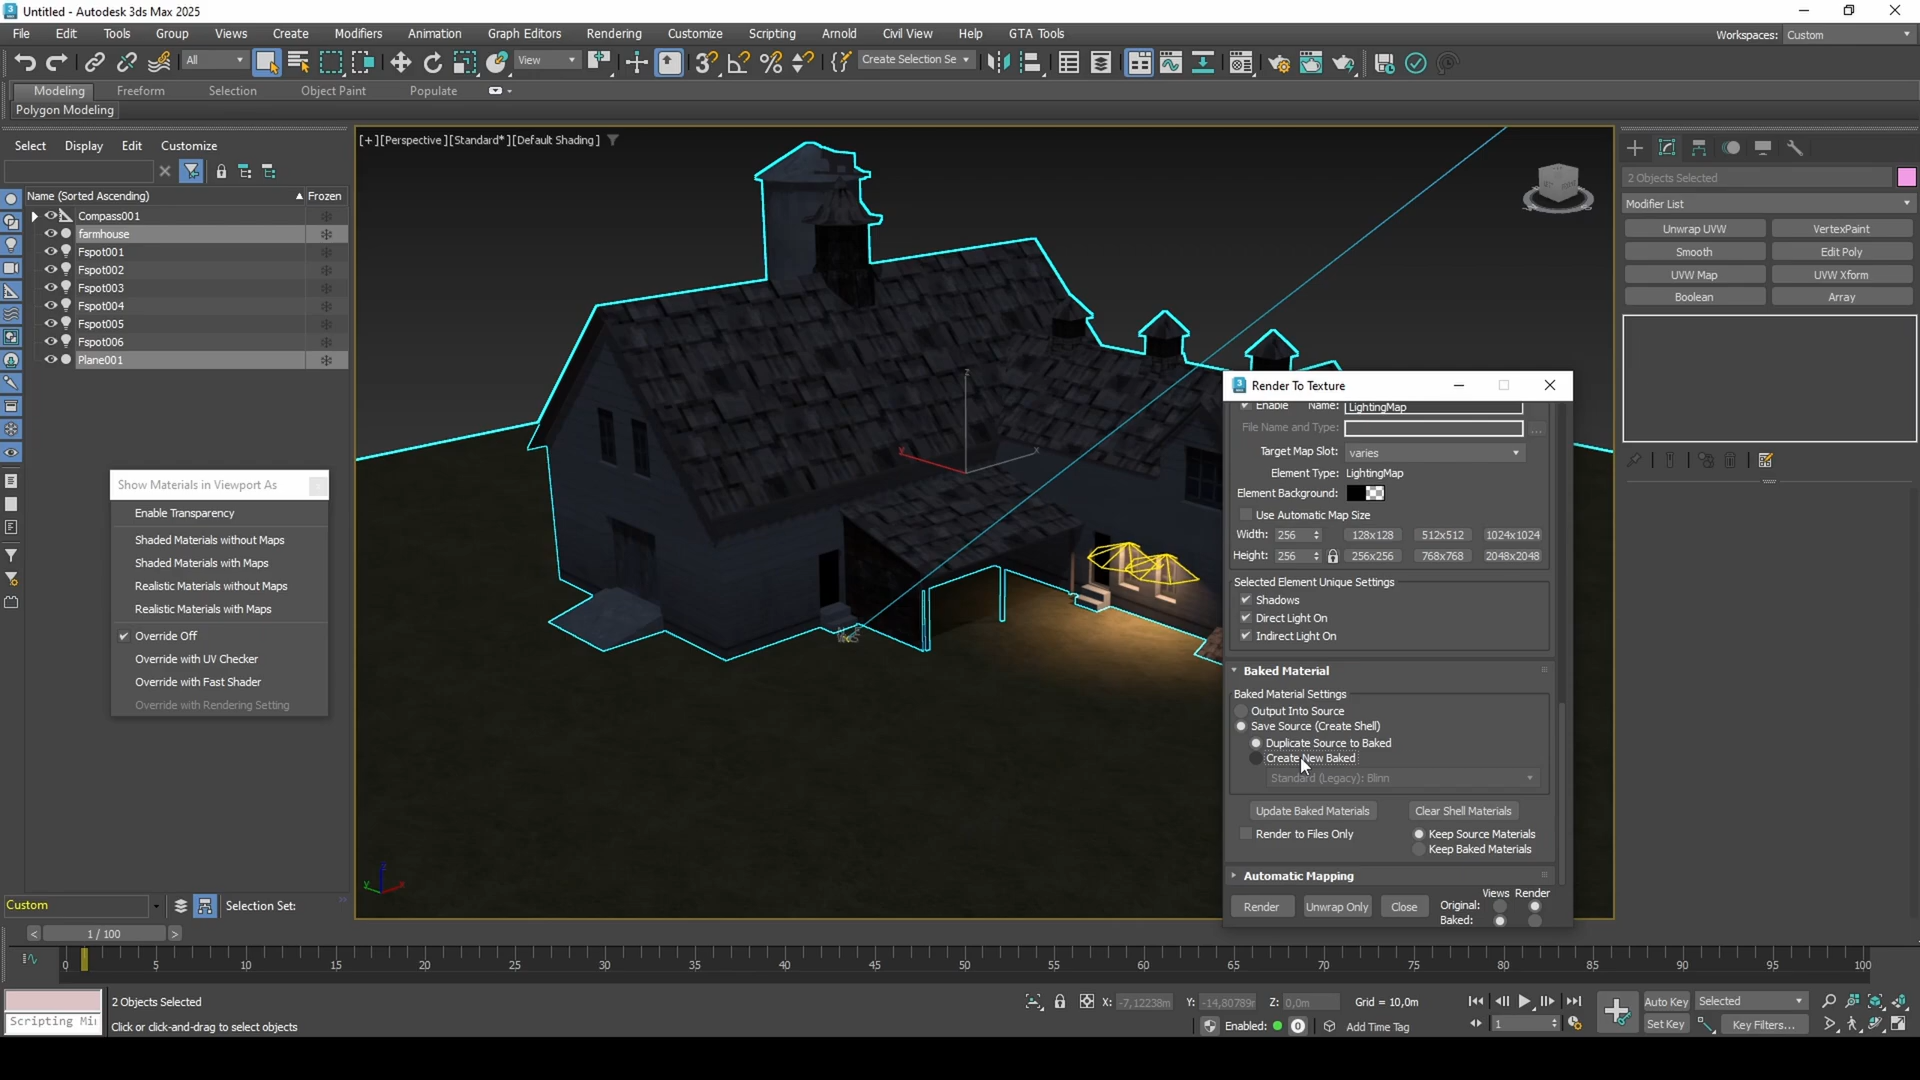 Untitled - Autodesk 3ds Max 2025
File Edit Tools Group Views Create Modifiers Animation Graph Editors Rendering Customize Scripting Arnold Civil View Help GTA Tools Workspaces: Custom
All View Create Selection Se
Modeling Freeform Selection Object Paint Populate
Polygon Modeling
Select Display Edit Customize
[+][Perspective][Standard*][Default Shading]
2 Objects Selected
Name (Sorted Ascending) Frozen
Modifier List
Compass001
farmhouse
Fspot001
Fspot002
Fspot003
Fspot004
Fspot005
Fspot006
Plane001
Unwrap UVW VertexPaint
Smooth Edit Poly
UVW Map UVW Xform
Boolean Array
Show Materials in Viewport As
Enable Transparency
Shaded Materials without Maps
Shaded Materials with Maps
Realistic Materials without Maps
Realistic Materials with Maps
Override Off
Override with UV Checker
Override with Fast Shader
Override with Rendering Setting
Render To Texture
Enable Name: LightingMap
File Name and Type: ...
Target Map Slot: varies
Element Type: LightingMap
Element Background:
Use Automatic Map Size
Width: 256 128x128 512x512 1024x1024
Height: 256 256x256 768x768 2048x2048
Selected Element Unique Settings
Shadows
Direct Light On
Indirect Light On
Baked Material
Baked Material Settings
Output Into Source
Save Source (Create Shell)
Duplicate Source to Baked
Create New Baked
Standard (Legacy): Blinn
Update Baked Materials Clear Shell Materials
Render to Files Only Keep Source Materials
Keep Baked Materials
Automatic Mapping
Views Render
Render Unwrap Only Close Original:
Baked:
z
x
y
z
y
x
Custom Selection Set:
< 1 / 100 >
0 5 10 15 20 25 30 35 40 45 50 55 60 65 70 75 80 85 90 95 100
2 Objects Selected X: -7,12238m Y: -14,80789m Z: 0,0m Grid = 10,0m Auto Key Selected
Scripting Mi Click or click-and-drag to select objects Enabled: 0 Add Time Tag 1 Set Key Key Filters...